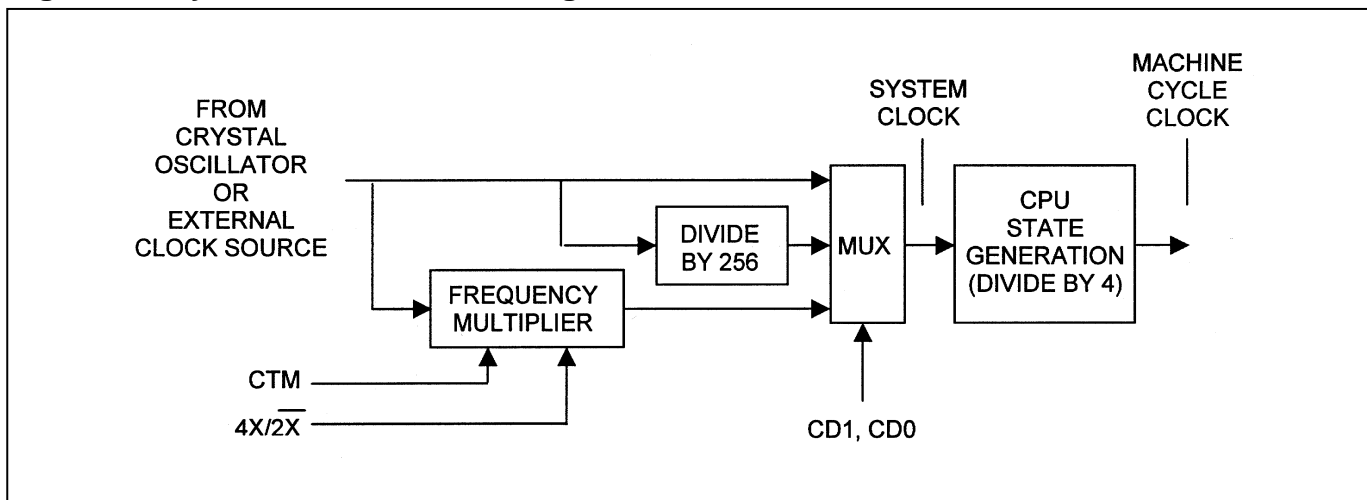 FROM
CRYSTAL
OSCILLATOR
OR
EXTERNAL
CLOCK SOURCE
SYSTEM
CLOCK
MACHINE
CYCLE
CLOCK
DIVIDE
BY 256
MUX
CPU
STATE
GENERATION
(DIVIDE BY 4)
FREQUENCY
MULTIPLIER
CTM
4X/2X̅
CD1, CD0